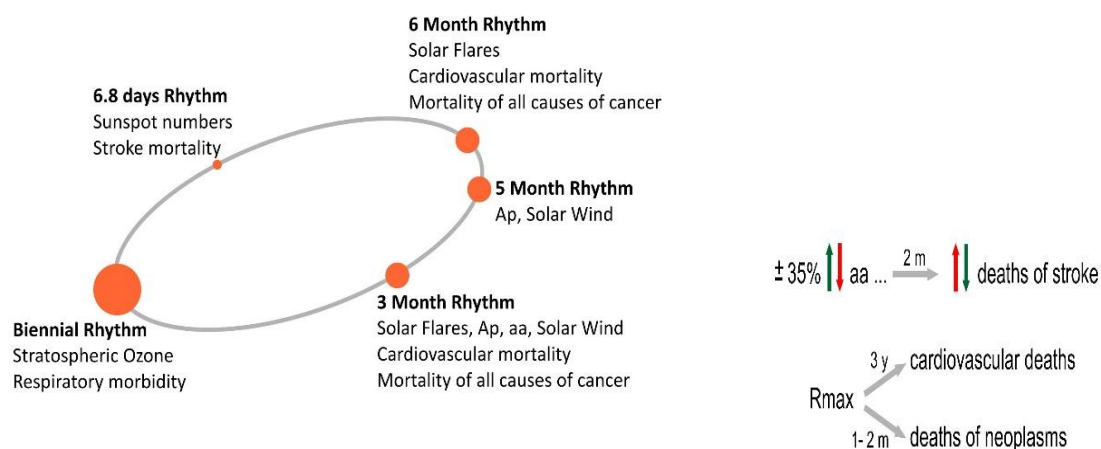 6 Month Rhythm
Solar Flares
Cardiovascular mortality
Mortality of all causes of cancer
6.8 days Rhythm
Sunspot numbers
Stroke mortality
5 Month Rhythm
Ap, Solar Wind
3 Month Rhythm
Solar Flares, Ap, aa, Solar Wind
Cardiovascular mortality
Mortality of all causes of cancer
Biennial Rhythm
Stratospheric Ozone
Respiratory morbidity
± 35% aa ... 2 m deaths of stroke
3 y cardiovascular deaths
Rmax
1- 2 m deaths of neoplasms